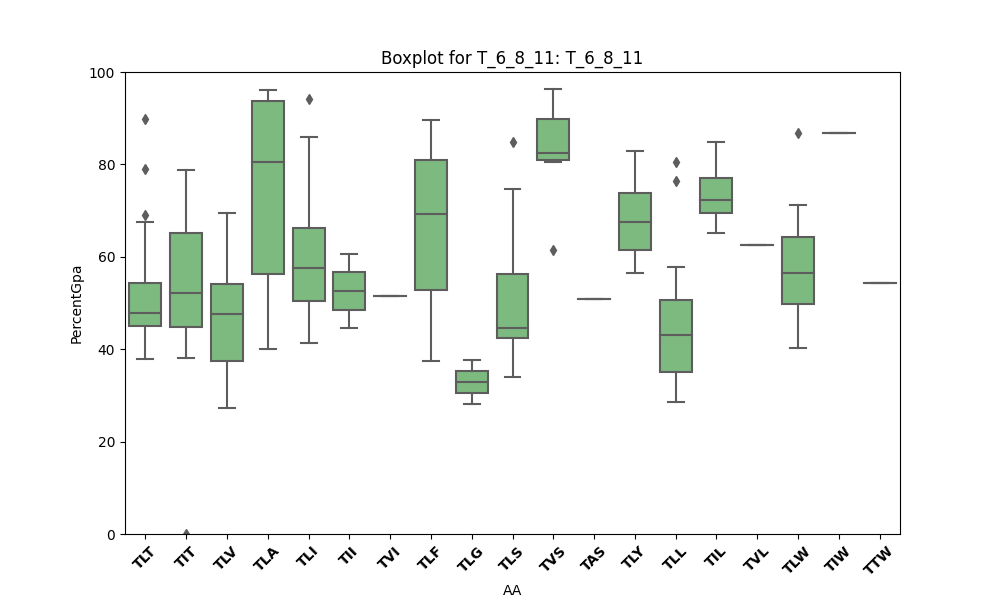 Boxplot for T_6_8_11: T_6_8_11
100
80
60
40
20
0
PercentGpa
TLT TIT TLV TLA TLI TII TVI TLF TLG TLS TVS TAS TLY TLL TIL TVL TLW TIW TTW
AA